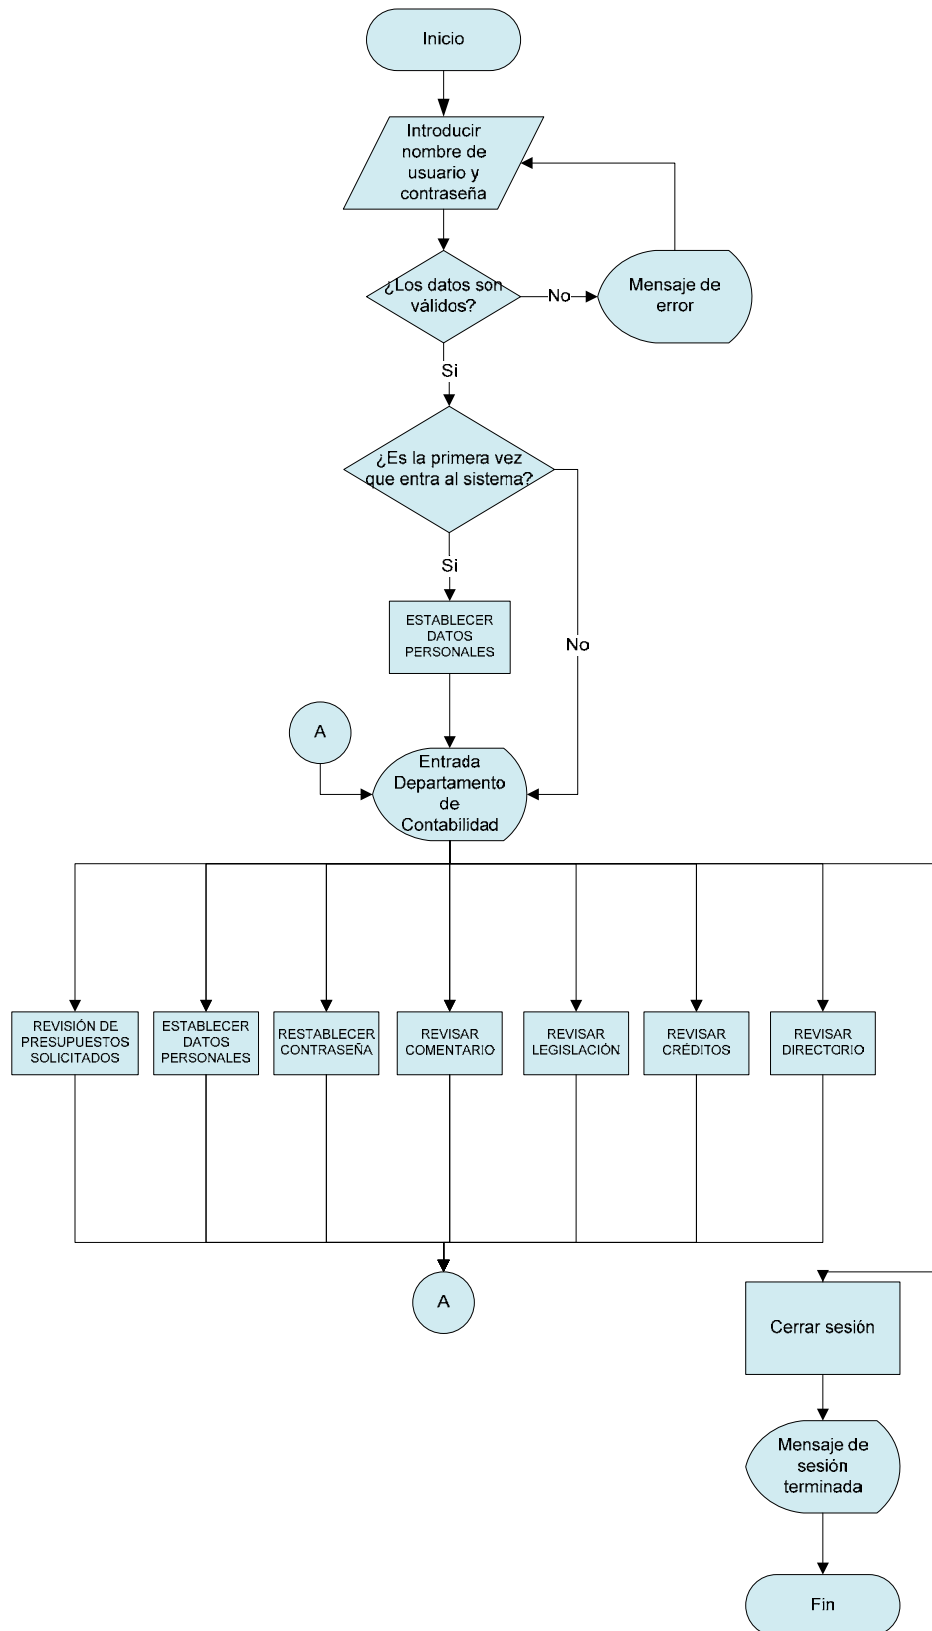 Inicio
Introducir
nombre de
usuario y
contraseña
¿Los datos son
válidos?
No
Mensaje de
error
Si
¿Es la primera vez
que entra al sistema?
Si
ESTABLECER
DATOS
PERSONALES
No
A
Entrada
Departamento
de
Contabilidad
REVISIÓN DE
PRESUPUESTOS
SOLICITADOS
ESTABLECER
DATOS
PERSONALES
RESTABLECER
CONTRASEÑA
REVISAR
COMENTARIO
REVISAR
LEGISLACIÓN
REVISAR
CRÉDITOS
REVISAR
DIRECTORIO
A
Cerrar sesión
Mensaje de
sesión
terminada
Fin